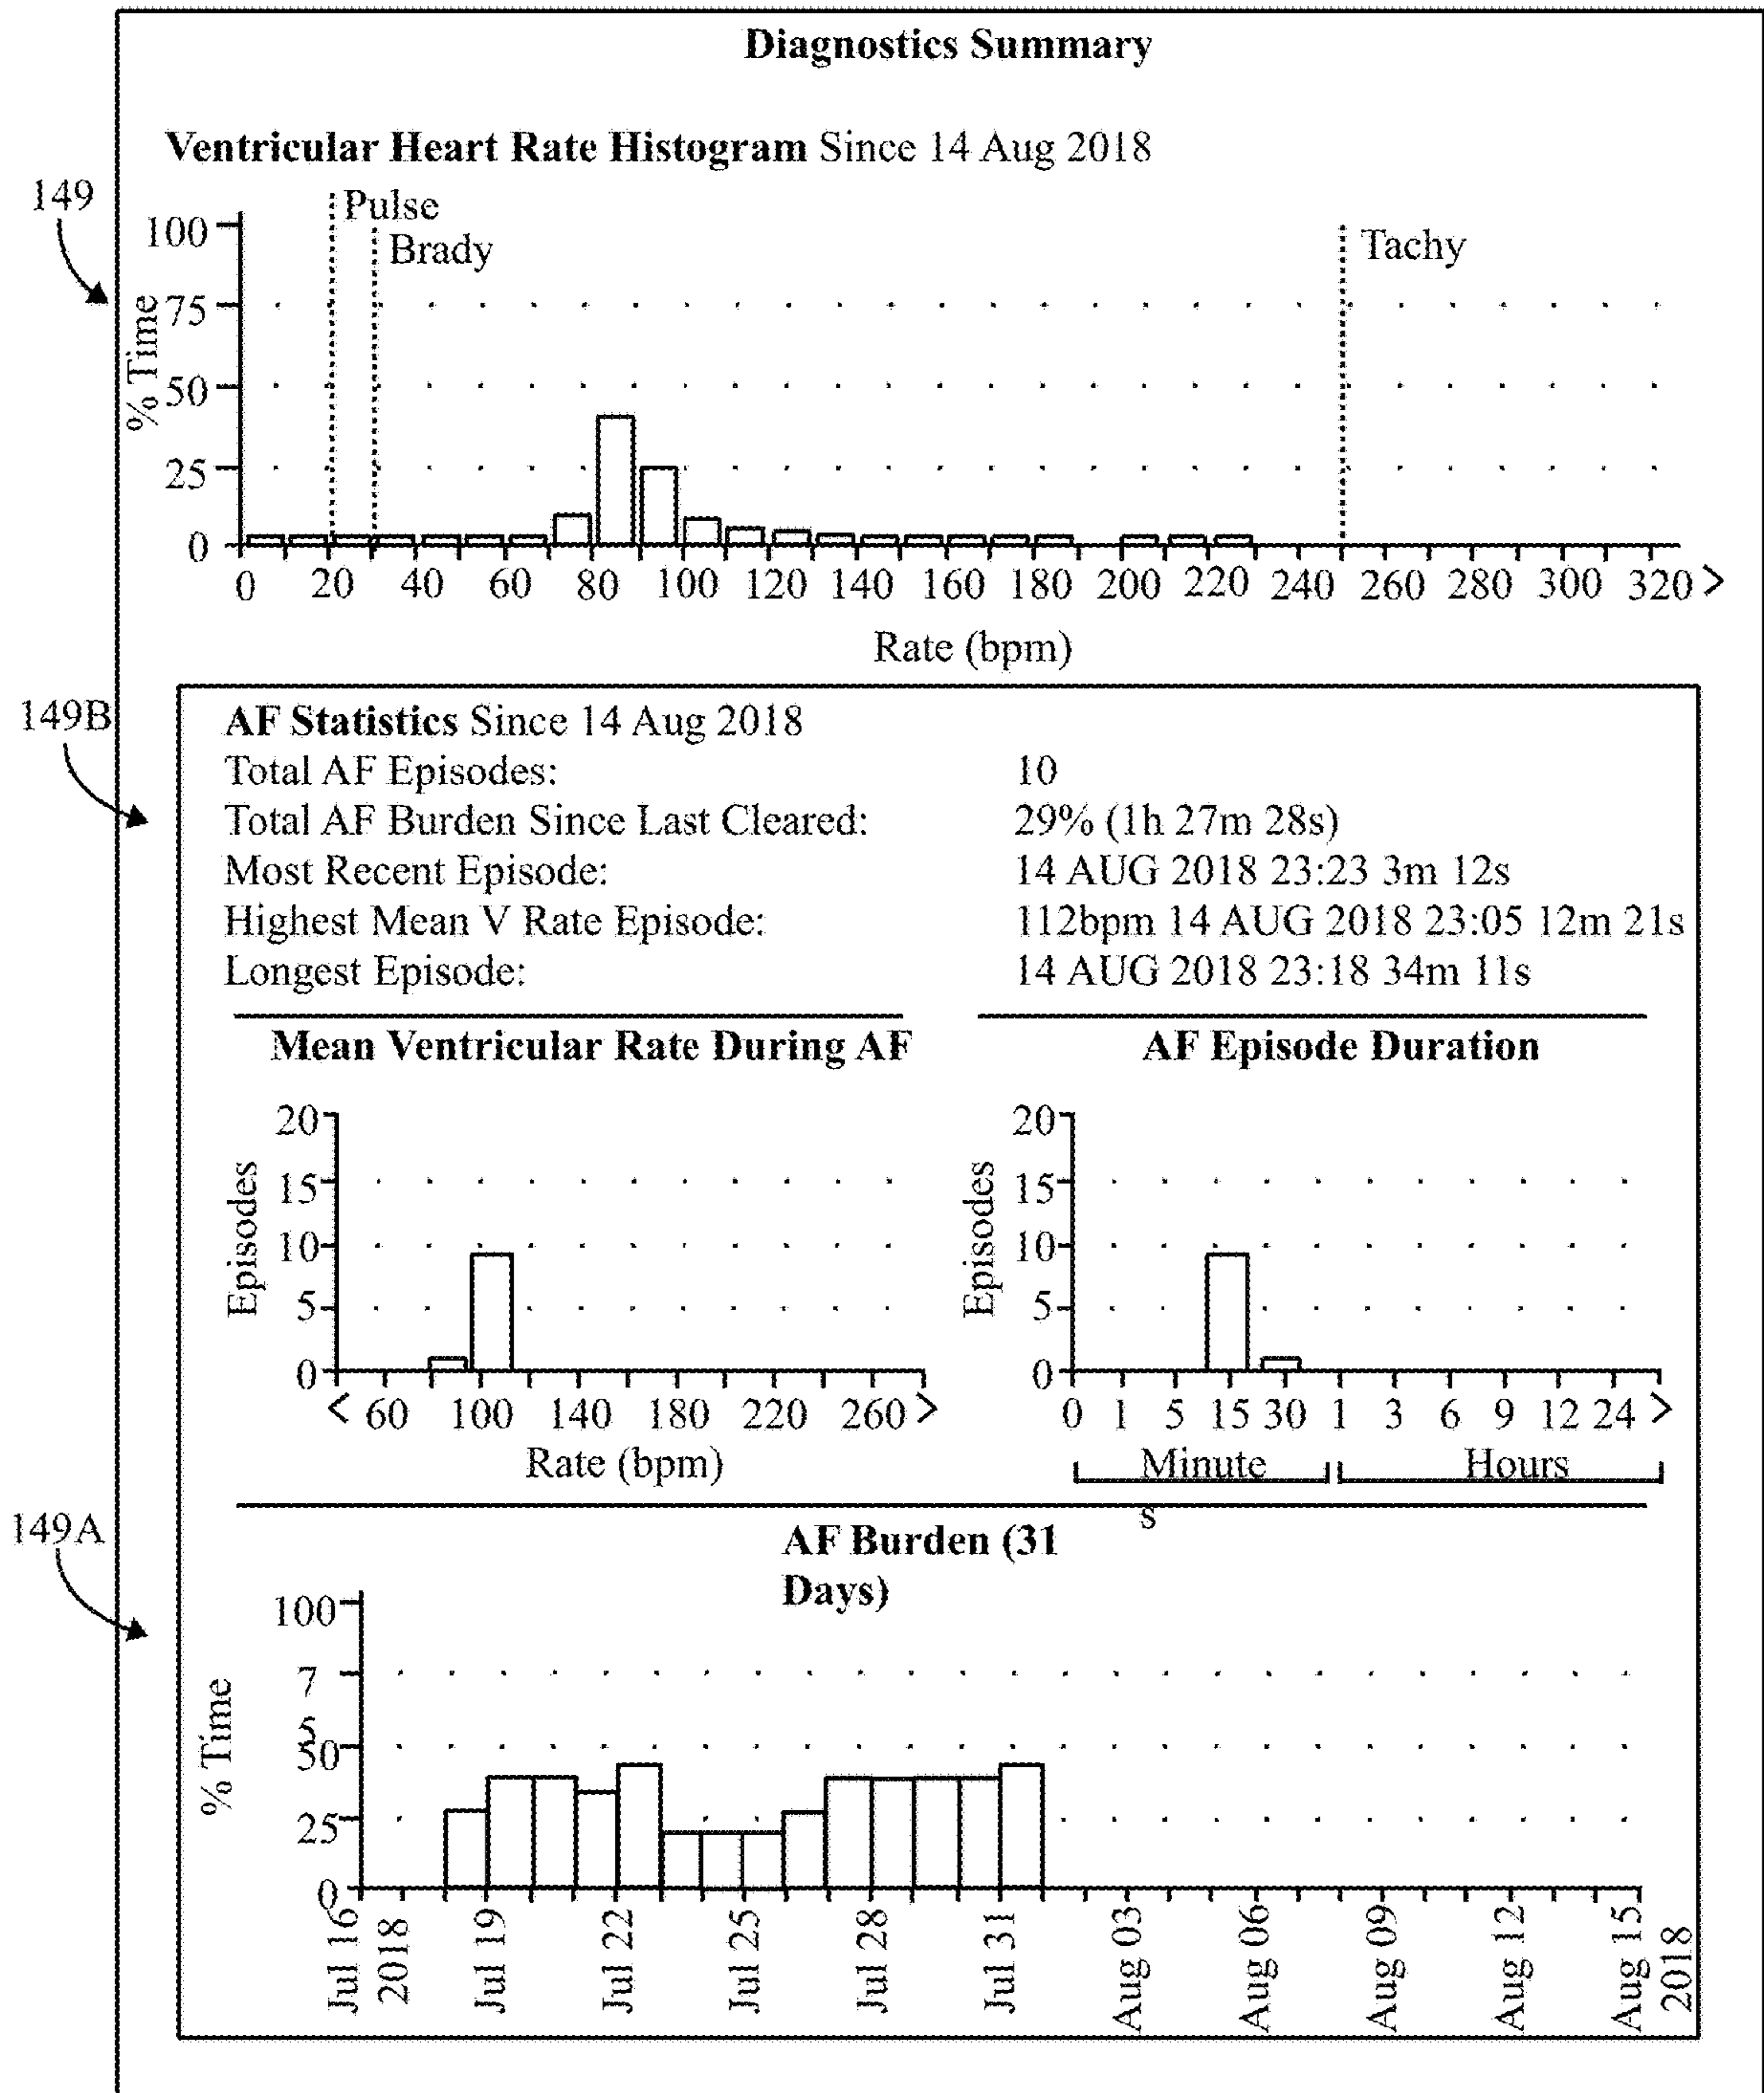 Diagnostics Summary
Ventricular Heart Rate Histogram Since 14 Aug 2018
149
Pulse
Brady
Tachy
100
75
50
25
0
% Time
0 20 40 60 80 100 120 140 160 180 200 220 240 260 280 300 320 >
Rate (bpm)
149B
AF Statistics Since 14 Aug 2018
Total AF Episodes: 10
Total AF Burden Since Last Cleared: 29% (1h 27m 28s)
Most Recent Episode: 14 AUG 2018 23:23 3m 12s
Highest Mean V Rate Episode: 112bpm 14 AUG 2018 23:05 12m 21s
Longest Episode: 14 AUG 2018 23:18 34m 11s
Mean Ventricular Rate During AF
20
15
10
5
0
Episodes
< 60 100 140 180 220 260 >
Rate (bpm)
AF Episode Duration
20
15
10
5
0
Episodes
0 1 5 15 30 1 3 6 9 12 24 >
Minute
s
Hours
149A
AF Burden (31
Days)
100
7
5
50
25
0
% Time
Jul 16
2018
Jul 19
Jul 22
Jul 25
Jul 28
Jul 31
Aug 03
Aug 06
Aug 09
Aug 12
Aug 15
2018